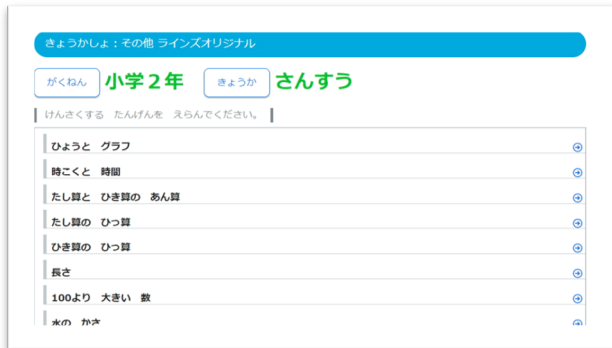 きょうかしょ：その他 ラインズオリジナル
がくねん 小学２年 きょうか さんすう
けんさくする たんげんを えらんでください。
ひょうと グラフ
時こくと 時間
たし算と ひき算の あん算
たし算の ひっ算
ひき算の ひっ算
長さ
100より 大きい 数
水の かさ